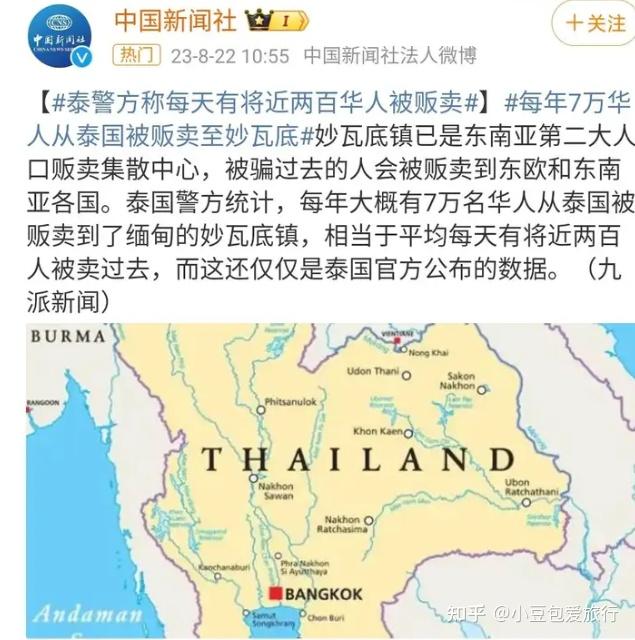 中国新闻社 I
中国新闻社
CNS
CHINA NEWS SERVICE
+关注
热门 23-8-22 10:55 中国新闻社法人微博
【#泰警方称每天有将近两百华人被贩卖#】 #每年7万华
人从泰国被贩卖至妙瓦底#妙瓦底镇已是东南亚第二大人
口贩卖集散中心，被骗过去的人会被贩卖到东欧和东南
亚各国。泰国警方统计，每年大概有7万名华人从泰国被
贩卖到了缅甸的妙瓦底镇，相当于平均每天有将近两百
人被卖过去，而这还仅仅是泰国官方公布的数据。（九
派新闻）
BURMA
VIENTIANE
Mekong
Nong Khai
Udon Thani
Sakon
Nakhon
RANGOON
Phitsanulok
Khon Kaen
THAILAND
Nakhon
Sawan
Ubon
Ratchathani
Nakhon
Ratchasima
Phra Nakhon
Si Ayutthaya
Kanchanaburi
BANGKOK
Samut
Songkhram
Chon Buri
Andaman
知乎 @小豆包爱旅行